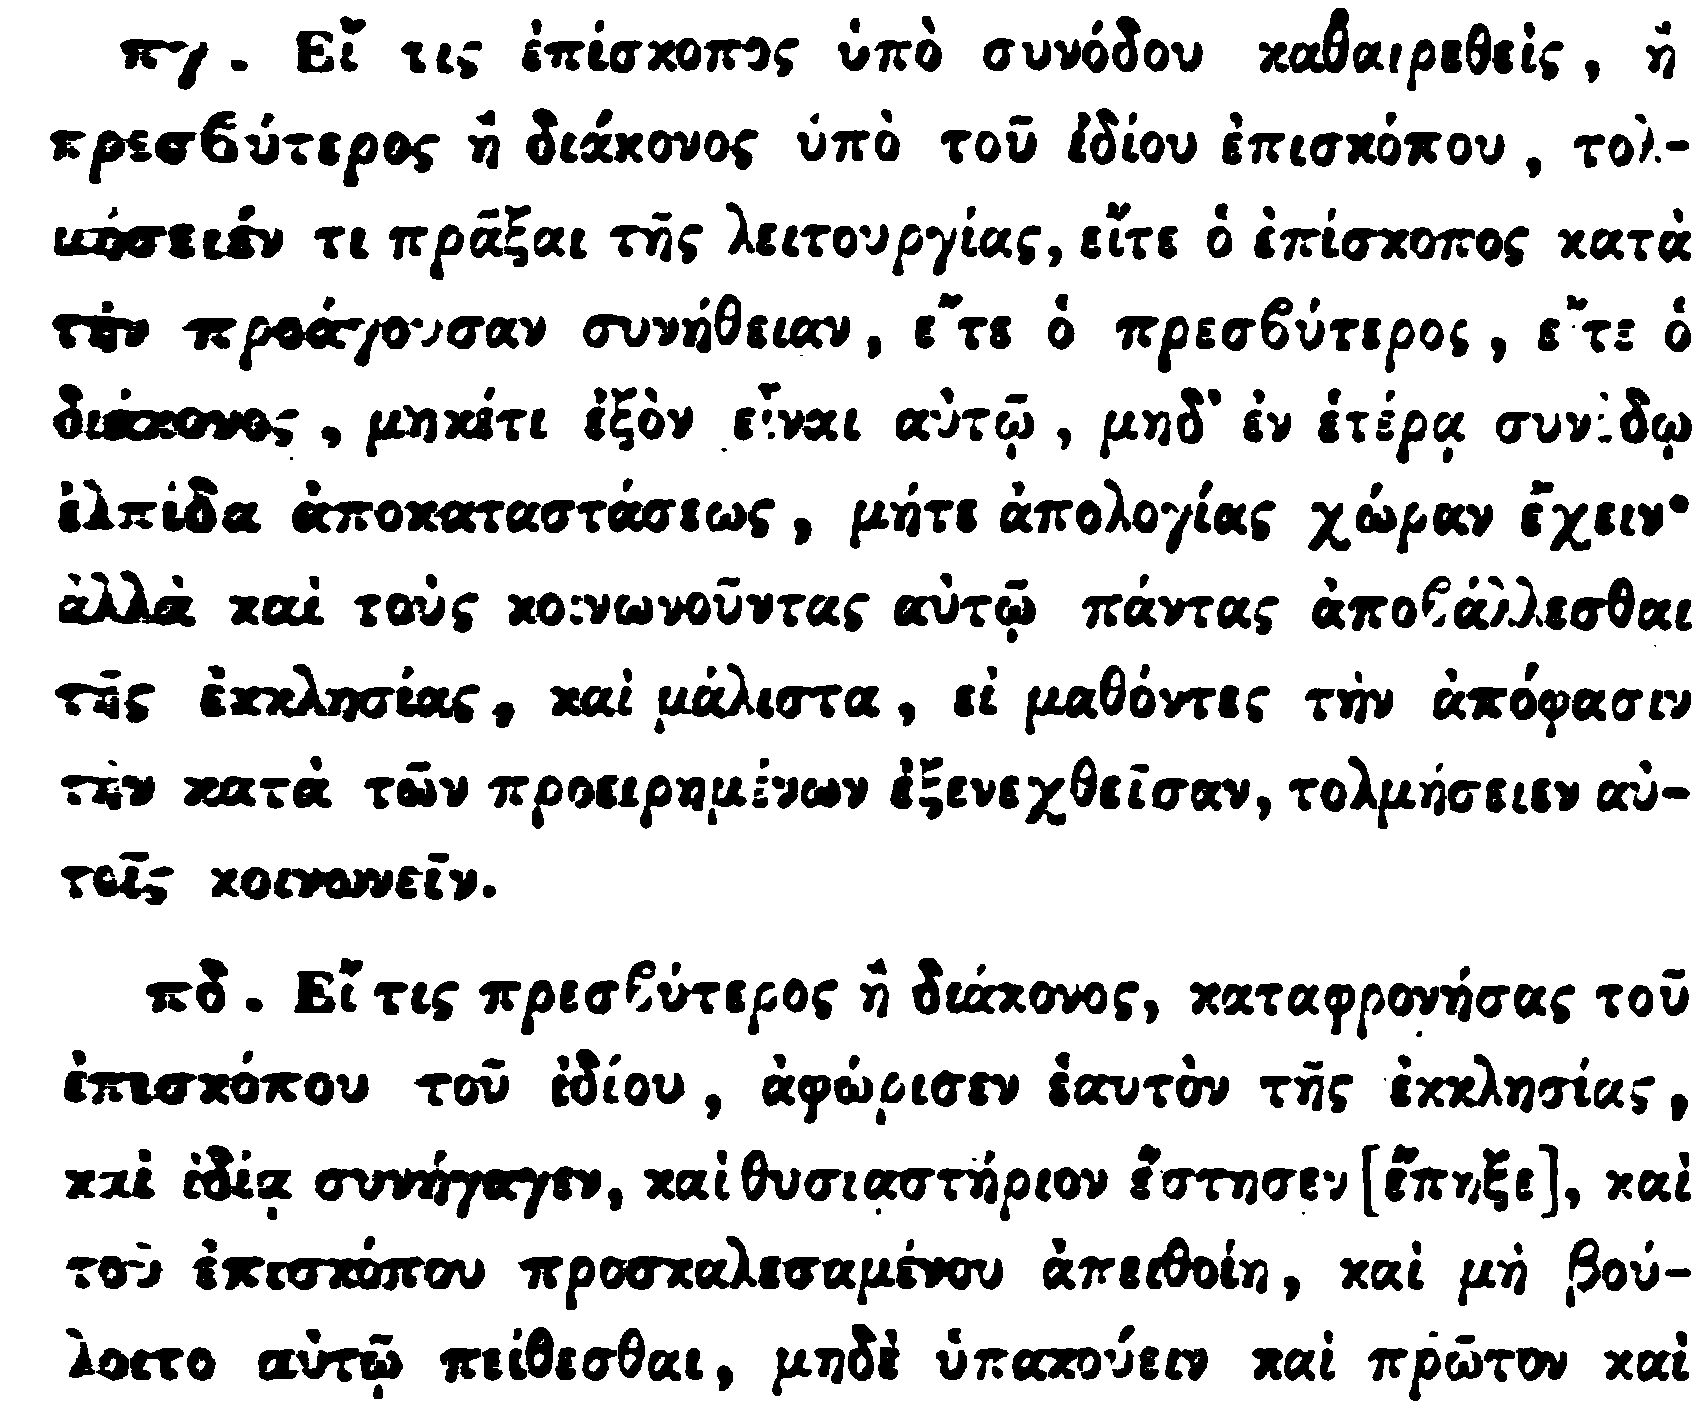 πγ. Εἴ τις ἐπίσκοπος ὑπὸ συνόδου καθαιρεθεὶς, ἢ
πρεσϐύτερος ἢ διάκονος ὑπὸ τοῦ ἰδίου ἐπισκόπου, τολ-
μήσειέν τι πρᾶξαι τῆς λειτουργίας, εἴτε ὁ ἐπίσκοπος κατὰ
τὴν προάγουσαν συνήθειαν, εἴτε ὁ πρεσϐύτερος, εἴτε ὁ
διάκονος, μηκέτι ἐξὸν εἶναι αὐτῷ, μηδ' ἐν ἑτέρᾳ συνόδῳ
ἐλπίδα ἀποκαταστάσεως, μήτε ἀπολογίας χώραν ἔχειν·
ἀλλὰ καὶ τοὺς κοινωνοῦντας αὐτῷ πάντας ἀποϐάλλεσθαι
τῆς ἐκκλησίας, καὶ μάλιστα, εἰ μαθόντες τὴν ἀπόφασιν
τὴν κατὰ τῶν προειρημένων ἐξενεχθεῖσαν, τολμήσειεν αὐ-
τοῖς κοινωνεῖν.
πδ. Εἴ τις πρεσϐύτερος ἢ διάκονος, καταφρονήσας τοῦ
ἐπισκόπου τοῦ ἰδίου, ἀφώρισεν ἑαυτὸν τῆς ἐκκλησίας,
καὶ ἰδίᾳ συνήγαγεν, καὶ θυσιαστήριον ἔστησεν [ἔπηξε], καὶ
τοῦ ἐπισκόπου προσκαλεσαμένου ἀπειθοίη, καὶ μὴ βού-
λοιτο αὐτῷ πείθεσθαι, μηδὲ ὑπακούειν καὶ πρῶτον καὶ